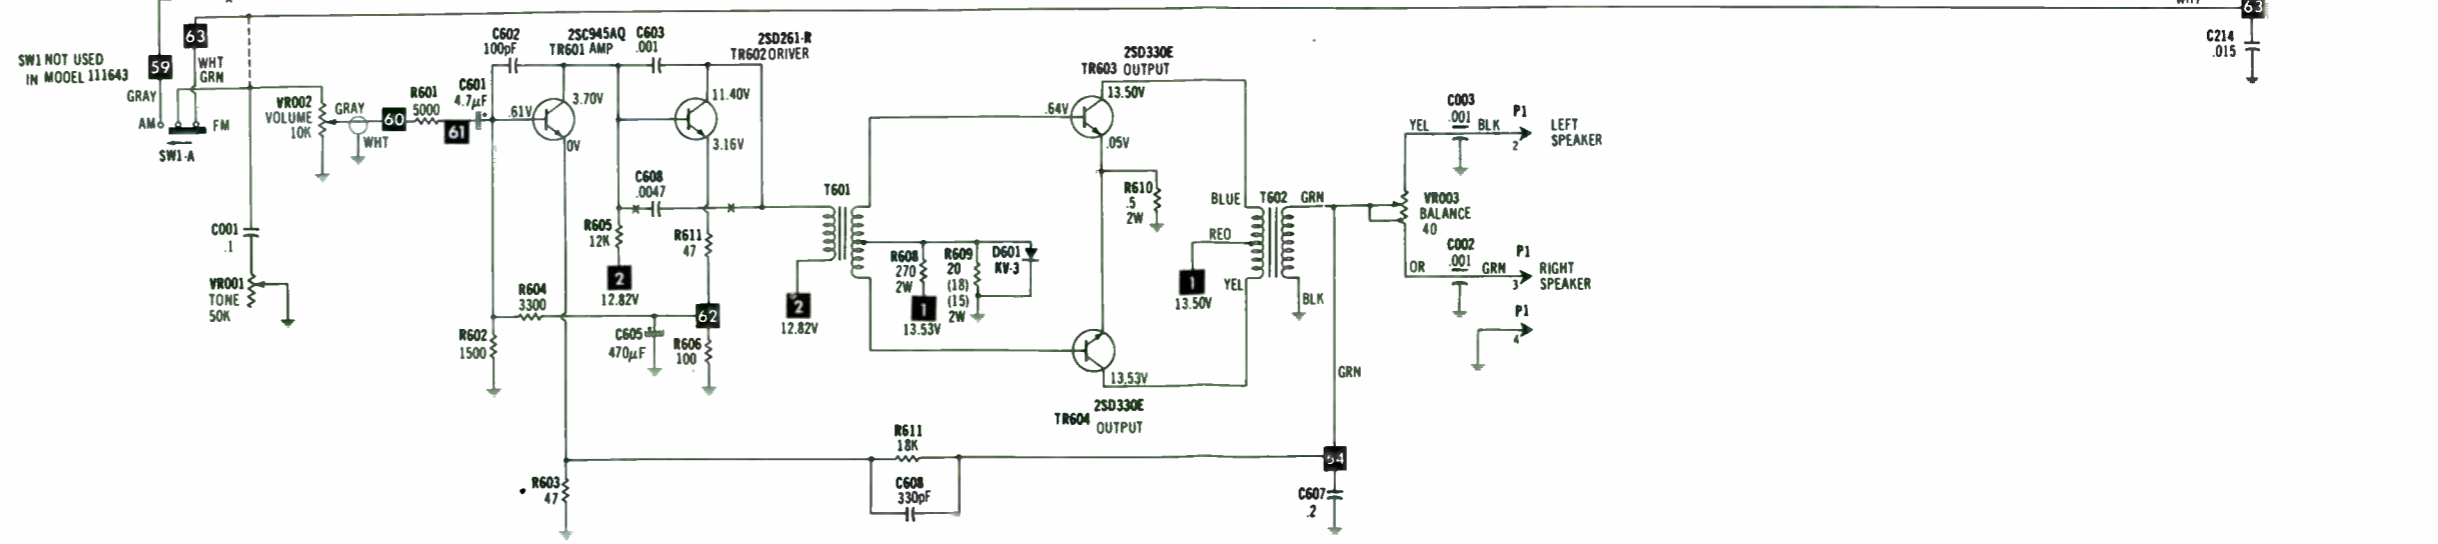 63
WHT
63
C214
.015
SW1 NOT USED
IN MODEL 111643
59
WHT
GRN
GRAY
AM
FM
SW1-A
VR002
VOLUME
10K
GRAY
WHT
60
R601
5000
61
C601
4.7µF
C602
100pF
2SC945AQ
TR601 AMP
C603
.001
2SD261-R
TR602 DRIVER
.61V
3.70V
0V
11.40V
3.16V
C001
.1
VR001
TONE
50K
C608
.0047
R605
12K
2
12.82V
R611
47
R604
3300
62
R602
1500
C605
470µF
R606
100
T601
2
12.82V
R608
270
2W
1
13.53V
R609
20
(18)
(15)
2W
D601
KV-3
2SD330E
TR603 OUTPUT
13.50V
.64V
.05V
R610
.5
2W
BLUE
RED
YEL
1
13.50V
T602
GRN
BLK
13.53V
2SD330E
TR604 OUTPUT
VR003
BALANCE
40
YEL
C003
.001
BLK
P1
2
LEFT
SPEAKER
OR
C002
.001
GRN
P1
3
RIGHT
SPEAKER
P1
4
GRN
R611
18K
C608
330pF
R603
47
54
C607
.2